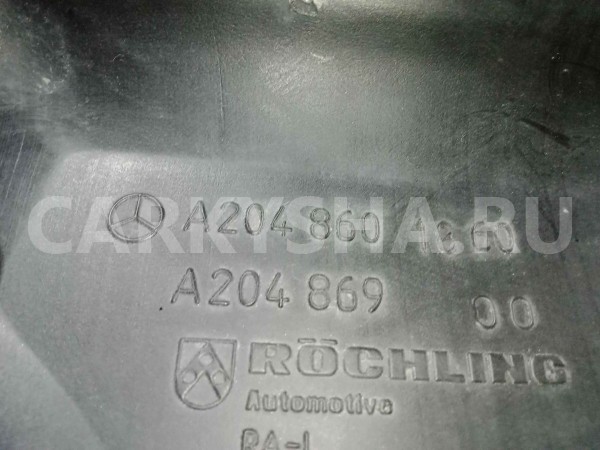 A204 860
CARKYSHA.RU
A204 869 00
RÖCHLING
Automotive